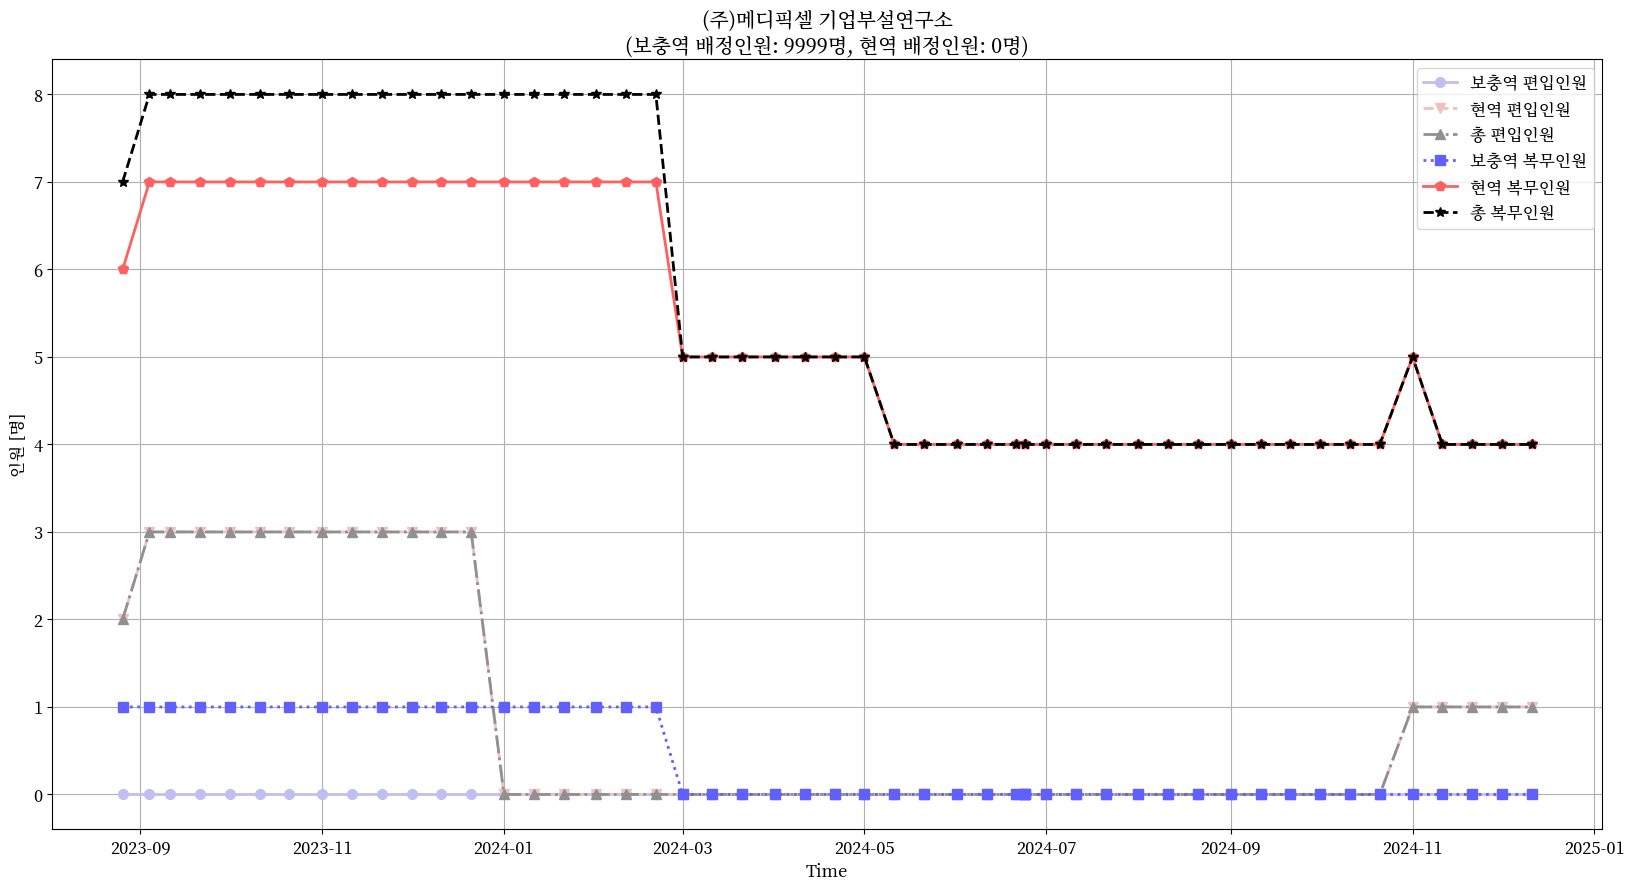 (주)메디픽셀 기업부설연구소
(보충역 배정인원: 9999명, 현역 배정인원: 0명)
보충역 편입인원
현역 편입인원
총 편입인원
보충역 복무인원
현역 복무인원
총 복무인원
인원 [명]
8
7
6
5
4
3
2
1
0
2023-09
2023-11
2024-01
2024-03
2024-05
2024-07
2024-09
2024-11
2025-01
Time